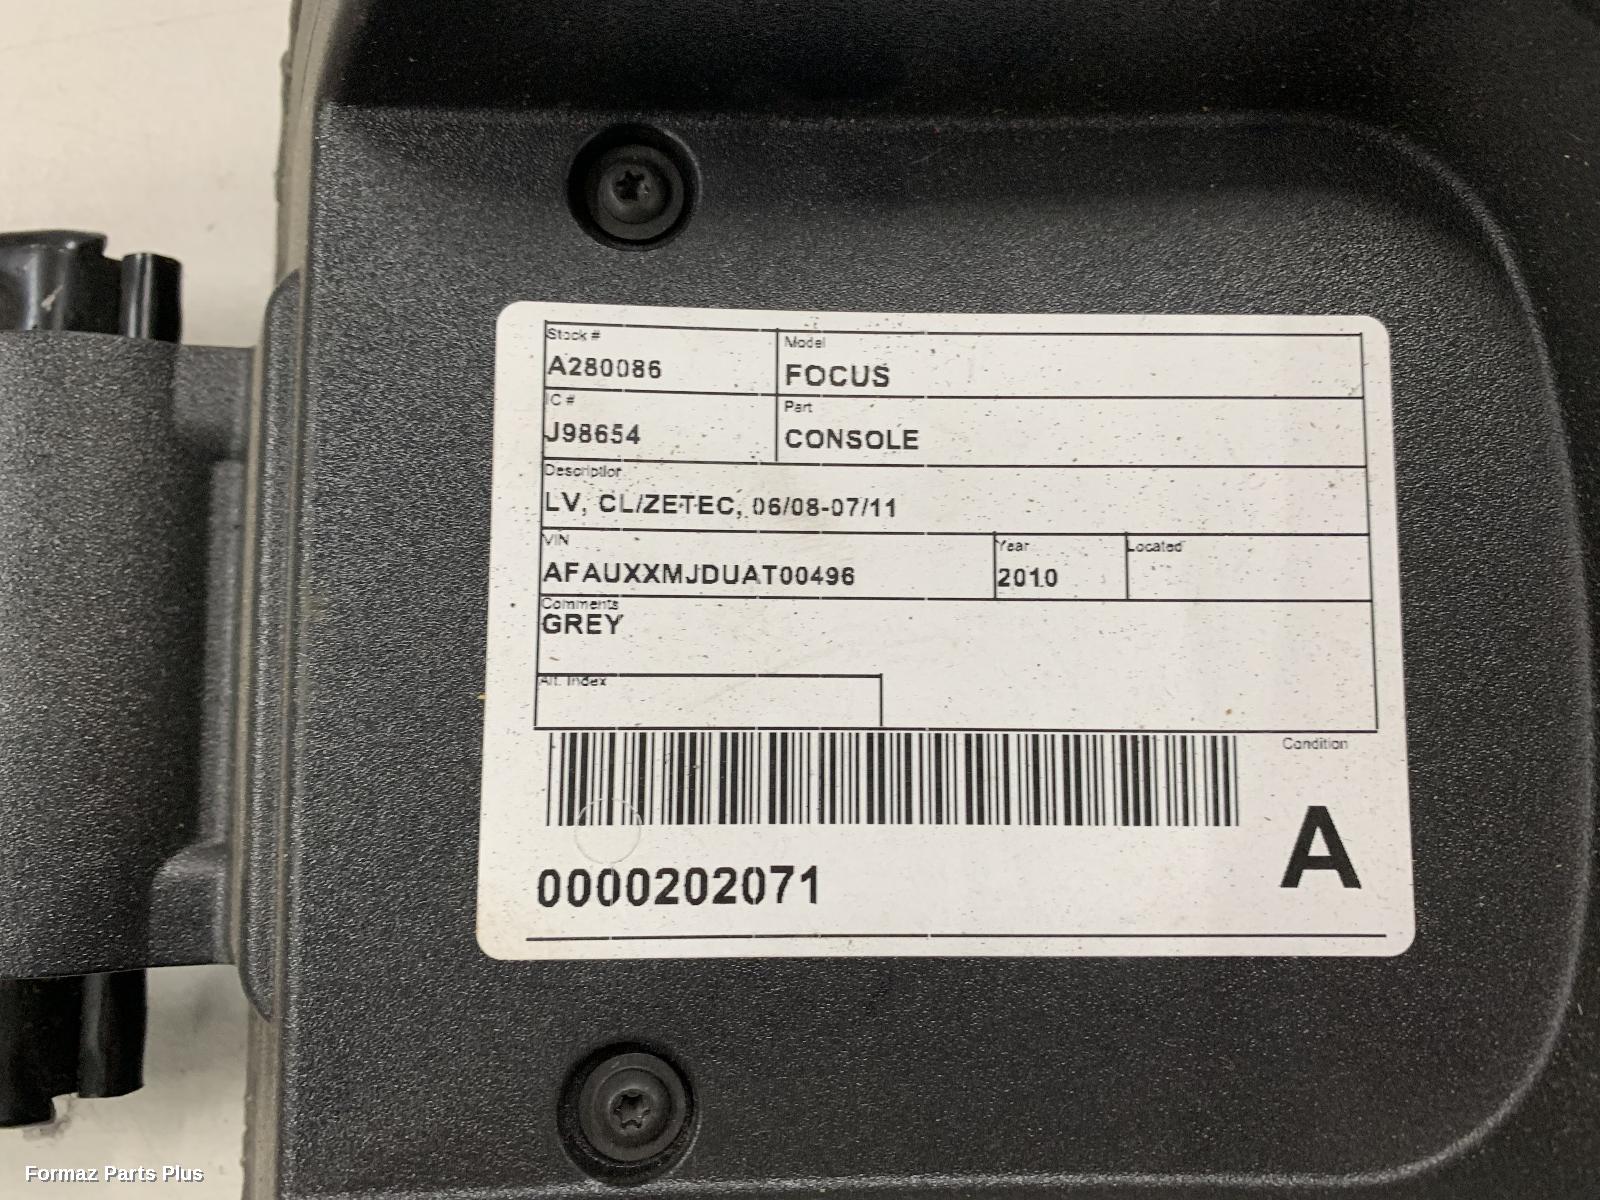 Stock #
A280086
Model
FOCUS
IC #
J98654
Part
CONSOLE
Description
LV, CL/ZETEC, 06/08-07/11
VIN
AFAUXXMJDUAT00496
Year
2010
Located
Comments
GREY
Alt. Index
Condition
A
0000202071
Formaz Parts Plus